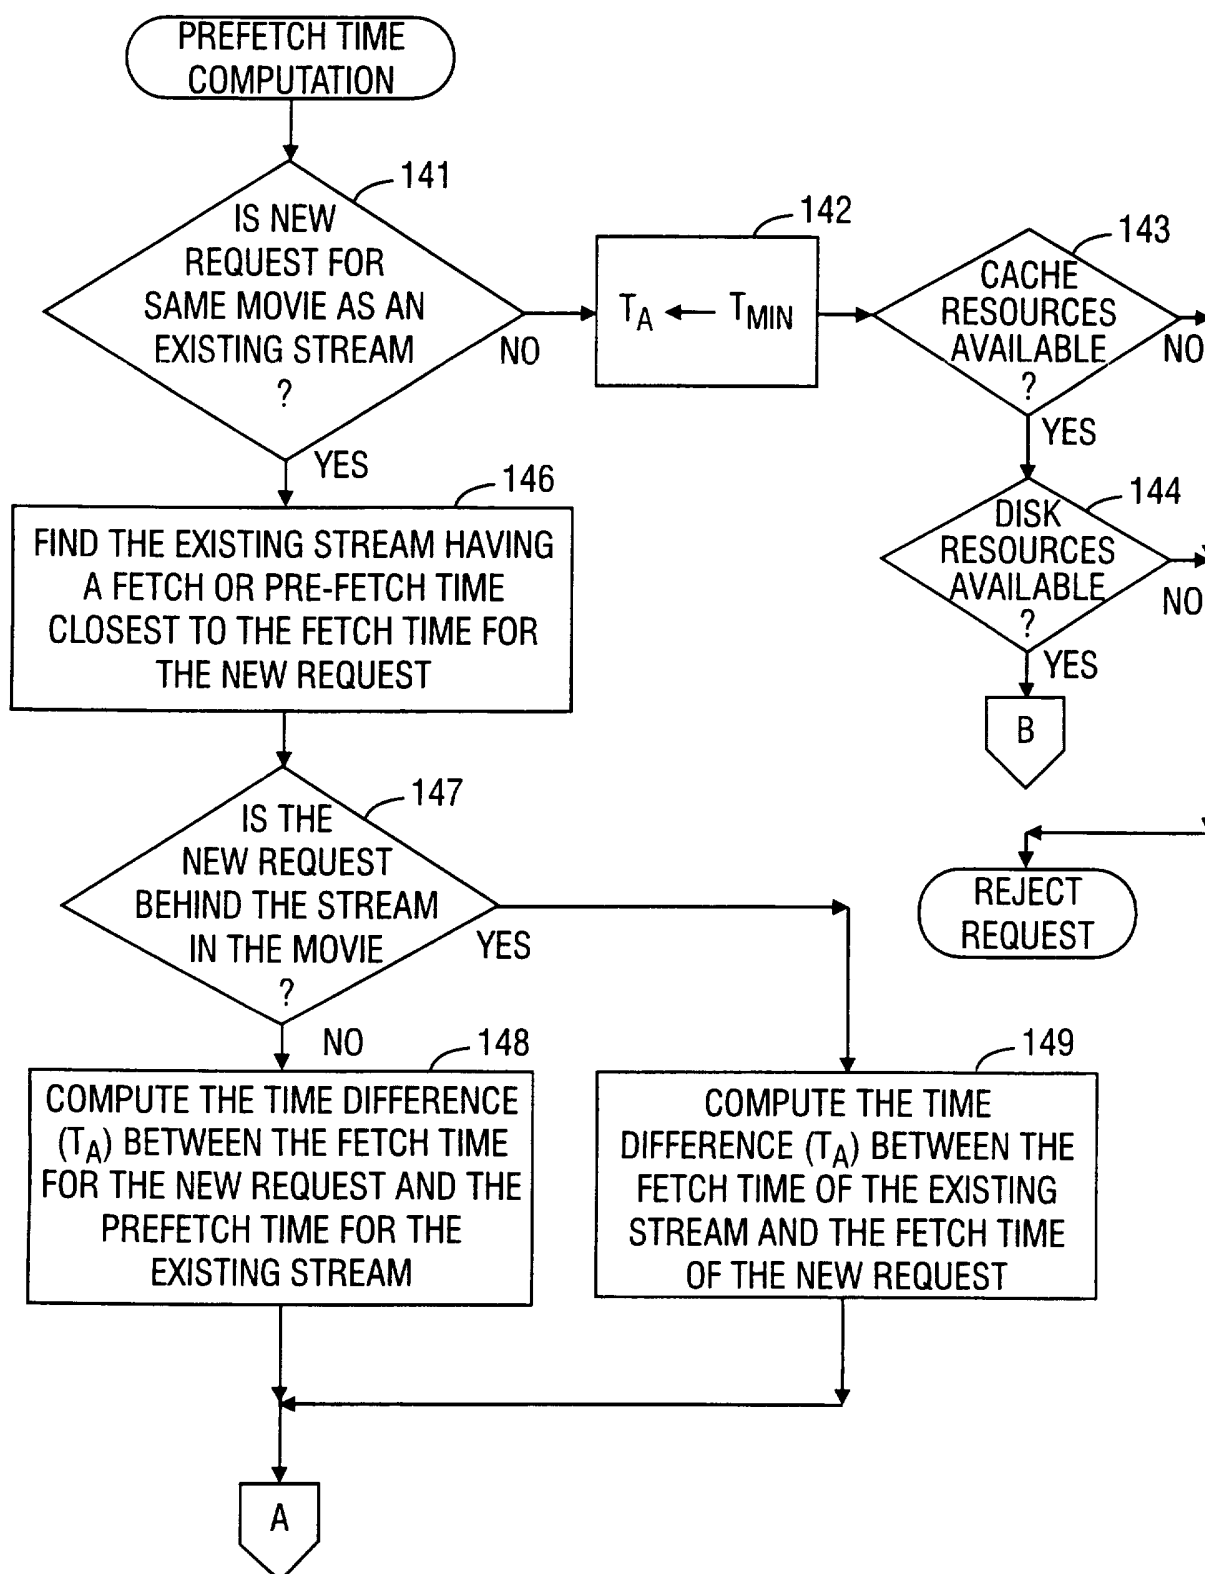 PREFETCH TIME
COMPUTATION
141
IS NEW
REQUEST FOR
SAME MOVIE AS AN
EXISTING STREAM
?
NO
YES
142
TA ← TMIN
143
CACHE
RESOURCES
AVAILABLE
?
NO
YES
144
DISK
RESOURCES
AVAILABLE
?
NO
YES
B
REJECT
REQUEST
146
FIND THE EXISTING STREAM HAVING
A FETCH OR PRE-FETCH TIME
CLOSEST TO THE FETCH TIME FOR
THE NEW REQUEST
147
IS THE
NEW REQUEST
BEHIND THE STREAM
IN THE MOVIE
?
YES
NO
148
COMPUTE THE TIME DIFFERENCE
(TA) BETWEEN THE FETCH TIME
FOR THE NEW REQUEST AND THE
PREFETCH TIME FOR THE
EXISTING STREAM
149
COMPUTE THE TIME
DIFFERENCE (TA) BETWEEN THE
FETCH TIME OF THE EXISTING
STREAM AND THE FETCH TIME
OF THE NEW REQUEST
A